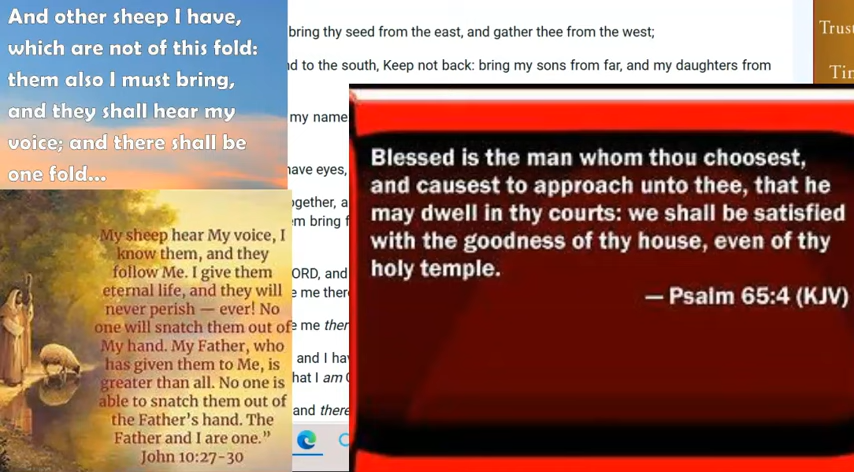 And other sheep I have,
which are not of this fold:
them also I must bring,
and they shall hear my
voice; and there shall be
one fold...
My sheep hear My voice, I
know them, and they
follow Me. I give them
eternal life, and they will
never perish — ever! No
one will snatch them out of
My hand. My Father, who
has given them to Me, is
greater than all. No one is
able to snatch them out of
the Father's hand. The
Father and I are one."
John 10:27-30
bring thy seed from the east, and gather thee from the west;
to the south, Keep not back: bring my sons from far, and my daughters from
my name
have eyes,
bring
ORD, and
me
me
and I
that I am
and
Blessed is the man whom thou choosest,
and causest to approach unto thee, that he
may dwell in thy courts: we shall be satisfied
with the goodness of thy house, even of thy
holy temple.
— Psalm 65:4 (KJV)
Trus